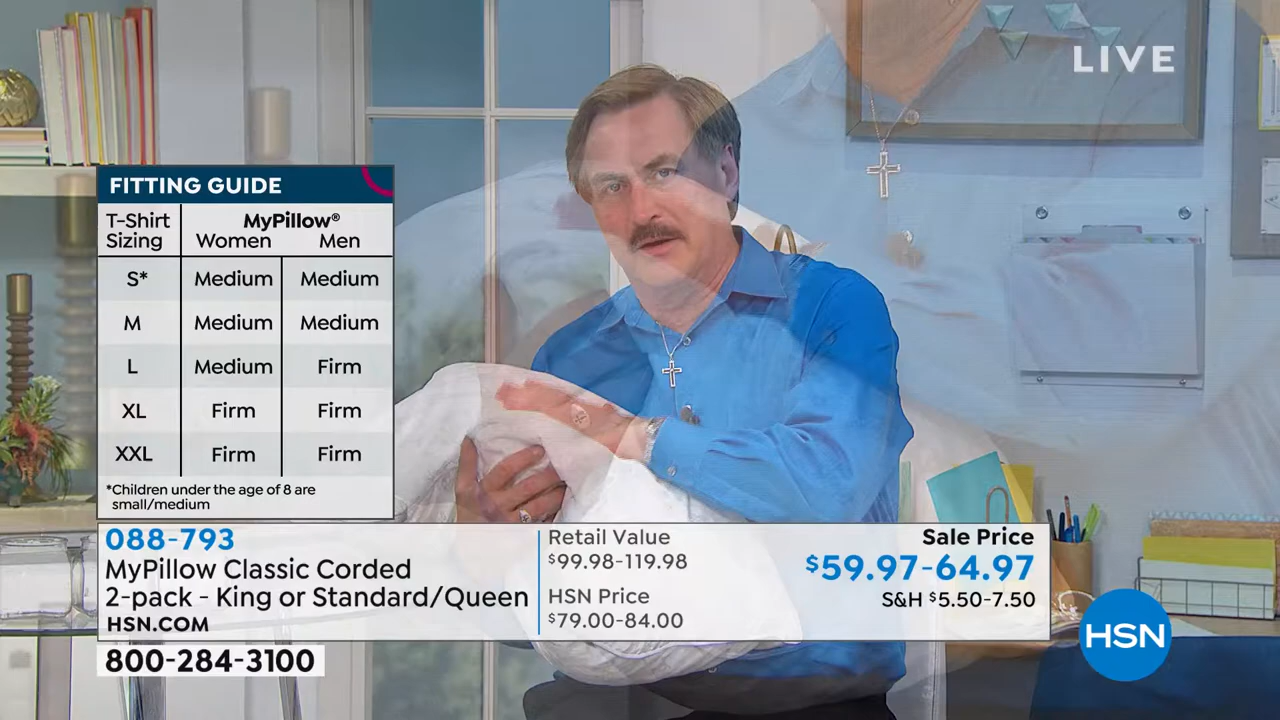 LIVE
FITTING GUIDE
T-Shirt Sizing
MyPillow®
Women Men
S* Medium Medium
M Medium Medium
L Medium Firm
XL Firm Firm
XXL Firm Firm
*Children under the age of 8 are
small/medium
088-793
MyPillow Classic Corded
2-pack - King or Standard/Queen
HSN.COM
Retail Value
$99.98-119.98
HSN Price
$79.00-84.00
Sale Price
$59.97-64.97
S&H $5.50-7.50
800-284-3100
HSN